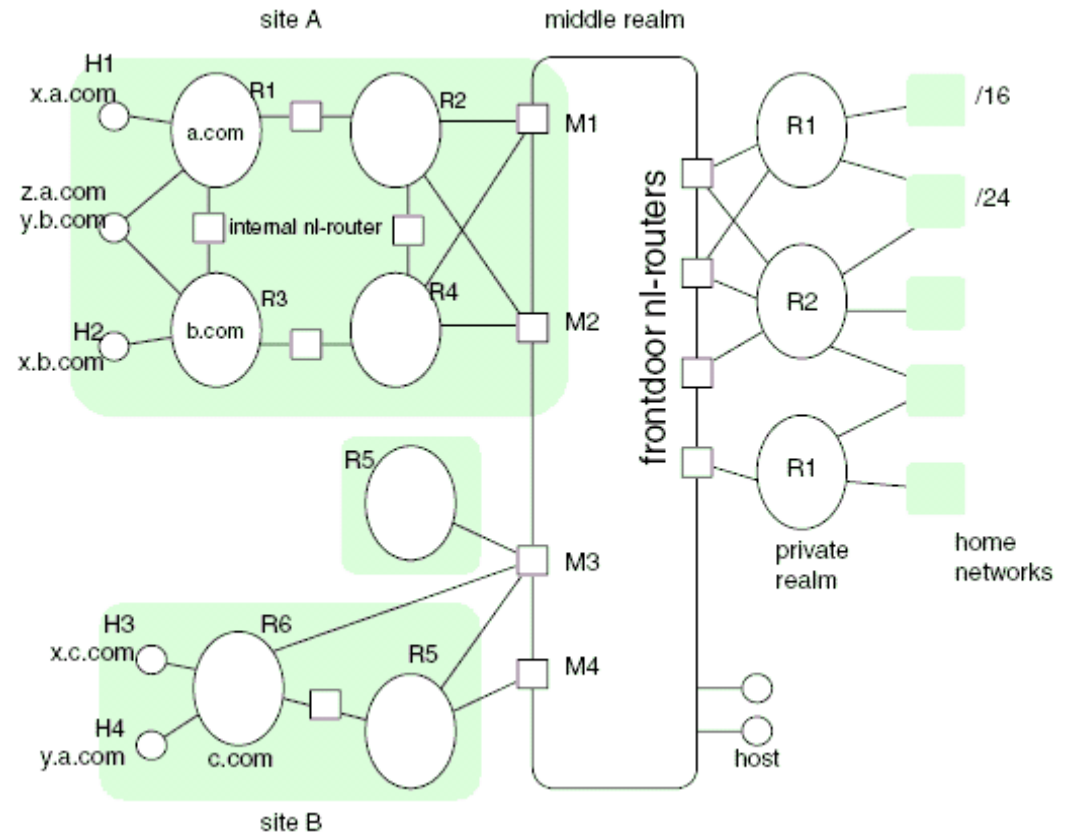 site A
middle realm
H1
x.a.com
R1
a.com
R2
M1
z.a.com
y.b.com
internal nl-router
R3
b.com
R4
H2
x.b.com
M2
frontdoor nl-routers
R1
/16
/24
R2
R1
private
realm
home
networks
R5
M3
H3
x.c.com
R6
R5
M4
H4
y.a.com
c.com
host
site B